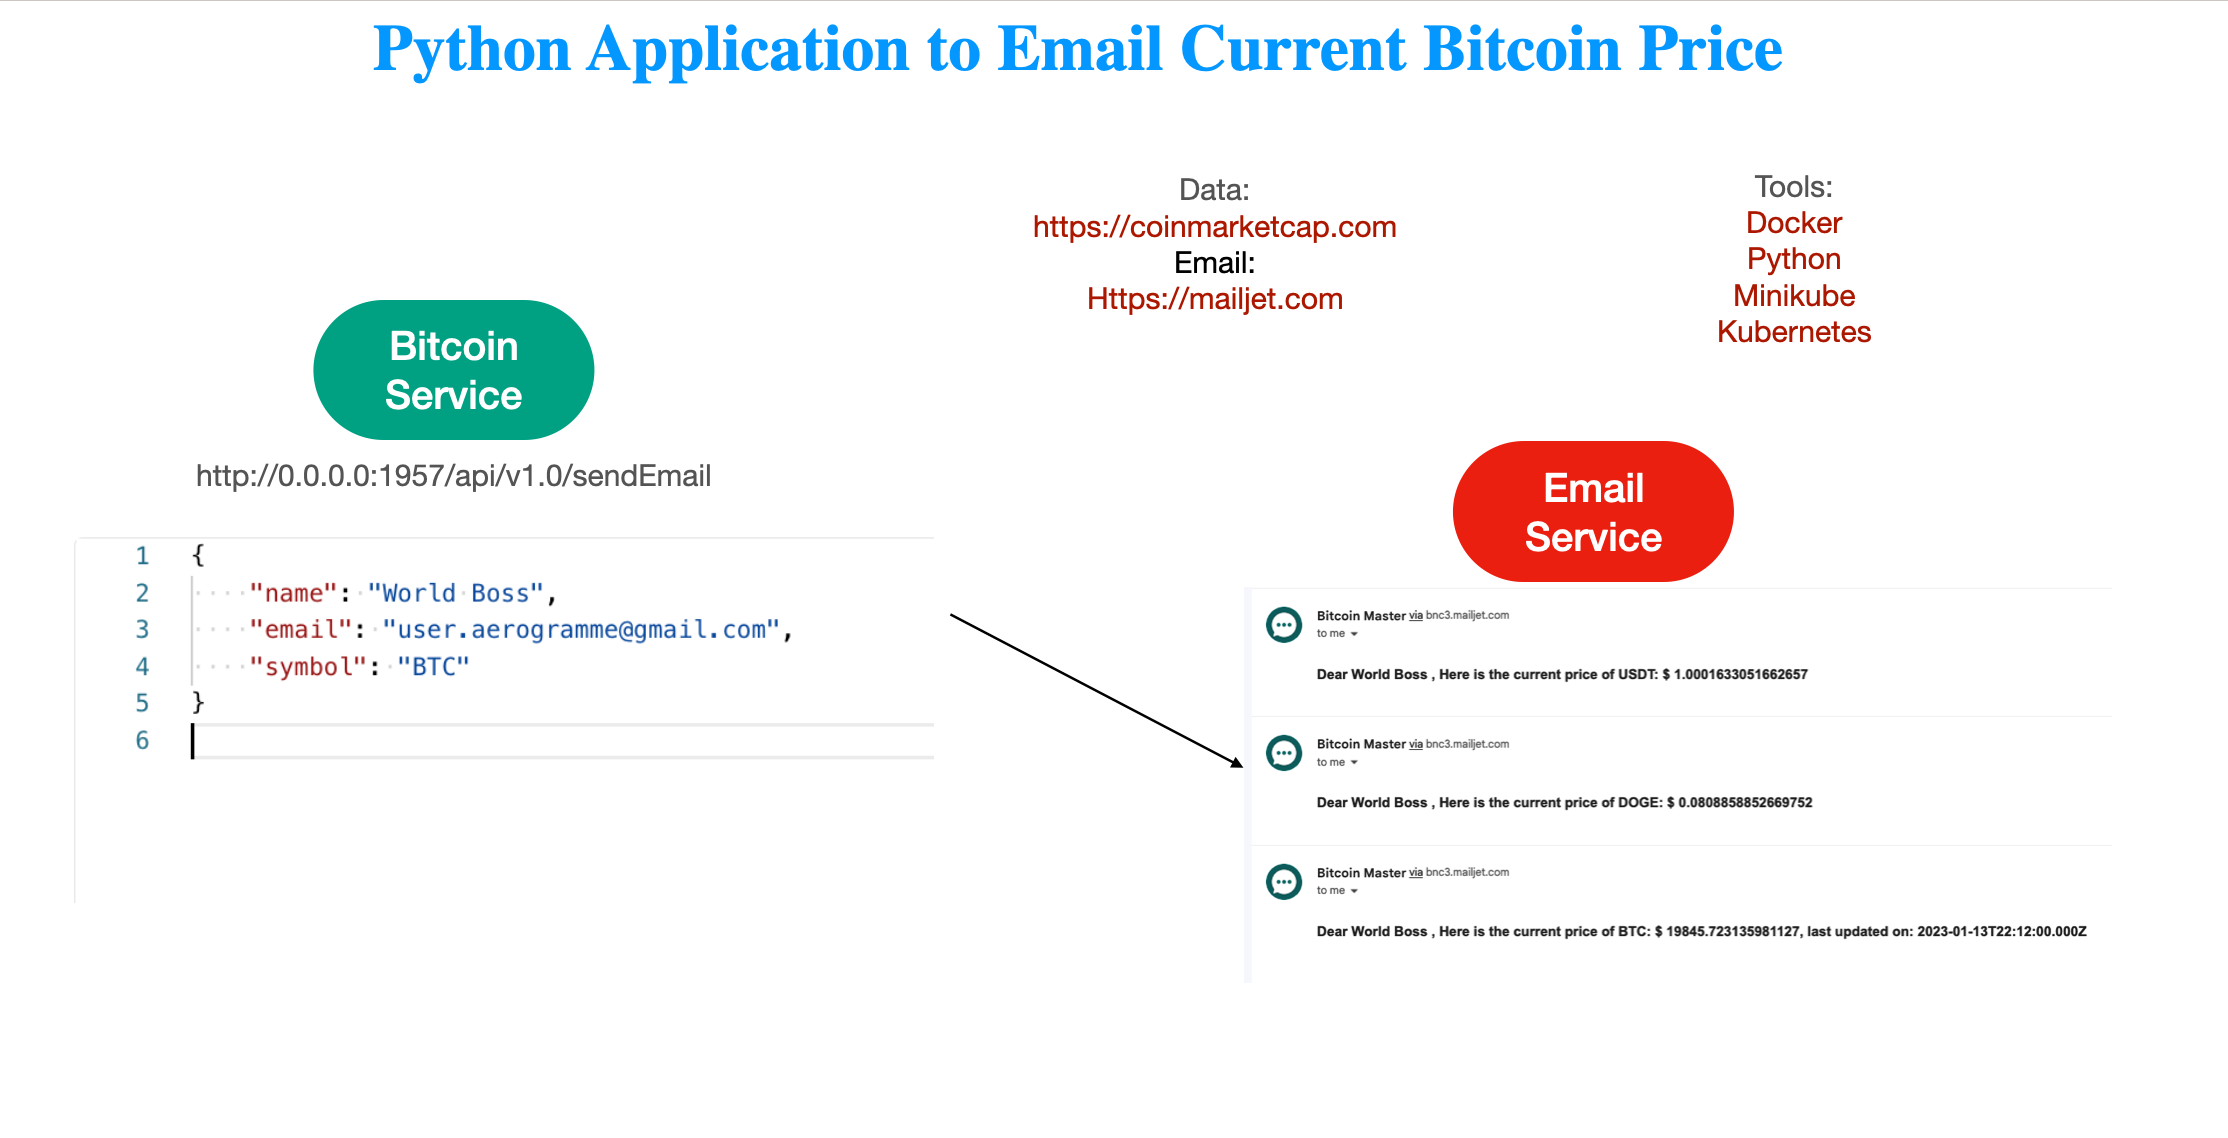 Python Application to Email Current Bitcoin Price
Data:
https://coinmarketcap.com
Email:
Https://mailjet.com
Tools:
Docker
Python
Minikube
Kubernetes
Bitcoin
Service
http://0.0.0.0:1957/api/v1.0/sendEmail
1 {
2 "name": "World Boss",
3 "email": "user.aerogramme@gmail.com",
4 "symbol": "BTC"
5 }
6
Email
Service
Bitcoin Master via bnc3.mailjet.com
to me
Dear World Boss , Here is the current price of USDT: $ 1.0001633051662657
Bitcoin Master via bnc3.mailjet.com
to me
Dear World Boss , Here is the current price of DOGE: $ 0.0808858852669752
Bitcoin Master via bnc3.mailjet.com
to me
Dear World Boss , Here is the current price of BTC: $ 19845.723135981127, last updated on: 2023-01-13T22:12:00.000Z